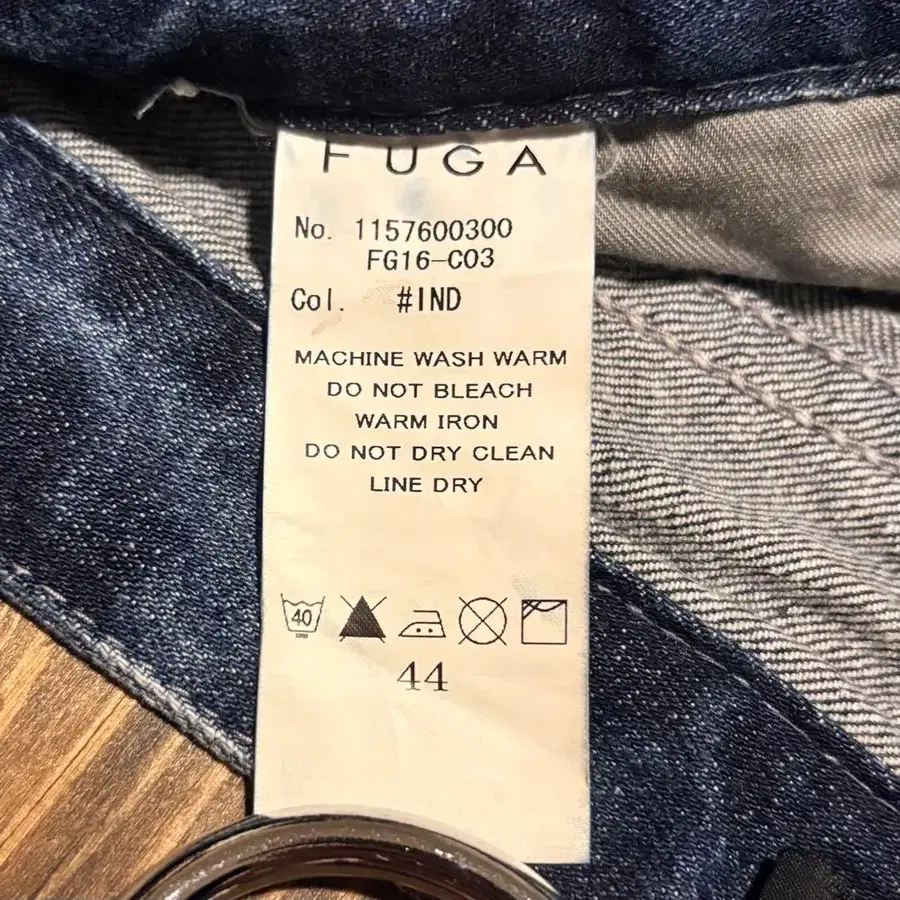 FUGA
No. 1157600300
FG16-C03
Col. #IND
MACHINE WASH WARM
DO NOT BLEACH
WARM IRON
DO NOT DRY CLEAN
LINE DRY
40
44